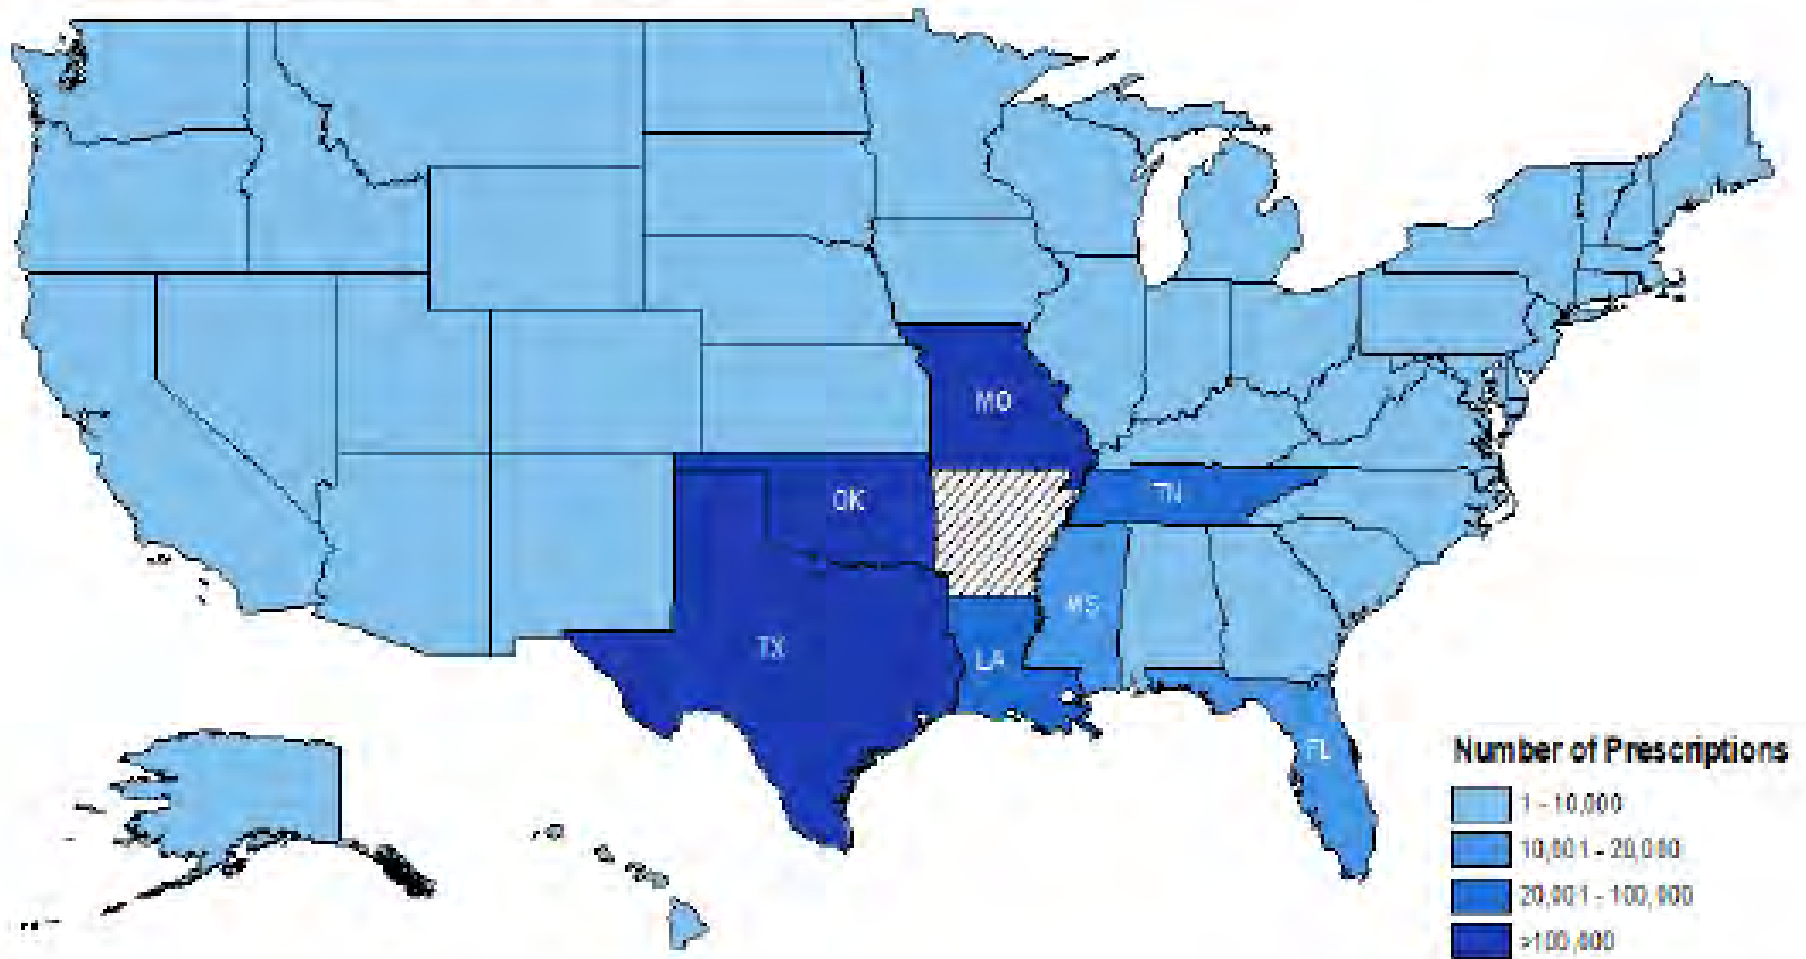 MO
OK
TN
MS
TX
LA
FL
Number of Prescriptions
1 - 10,000
10,001 - 20,000
20,001 - 100,000
>100,000